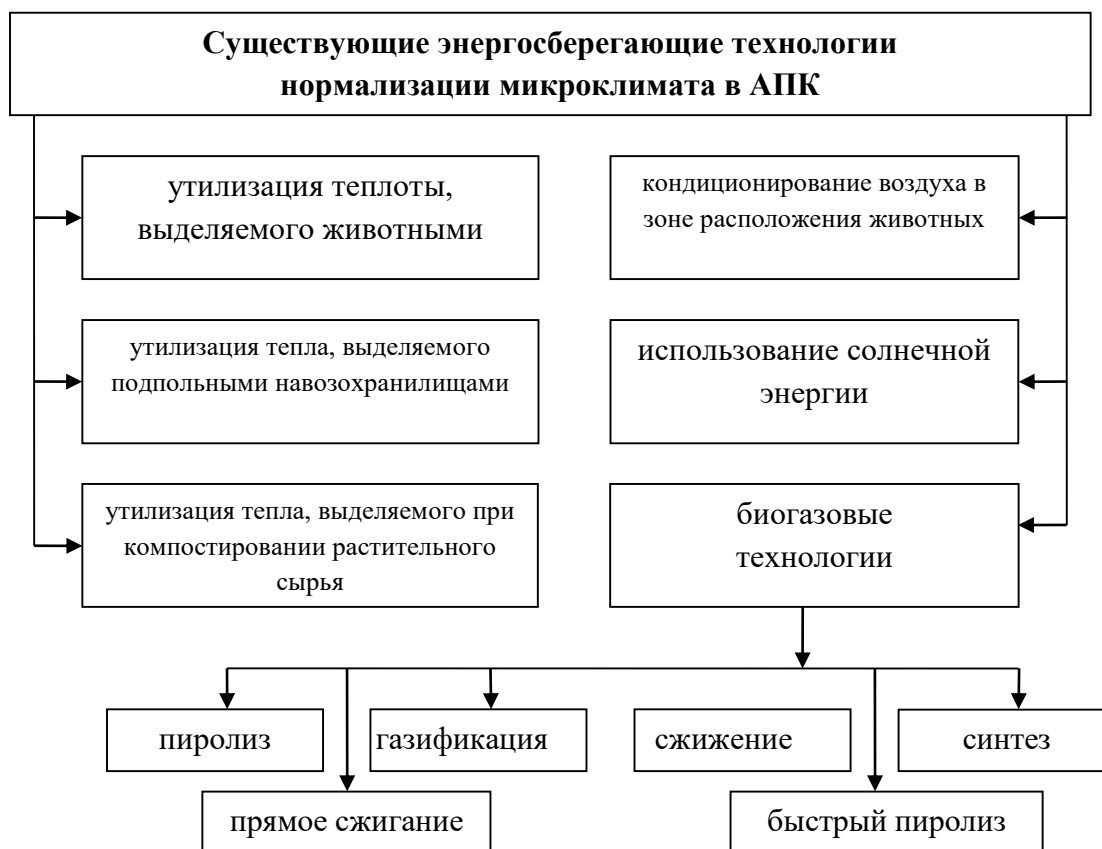 Существующие энергосберегающие технологии
нормализации микроклимата в АПК
утилизация теплоты,
выделяемого животными
кондиционирование воздуха в
зоне расположения животных
утилизация тепла, выделяемого
подпольными навозохранилищами
использование солнечной
энергии
утилизация тепла, выделяемого при
компостировании растительного
сырья
биогазовые
технологии
пиролиз
газификация
сжижение
синтез
прямое сжигание
быстрый пиролиз